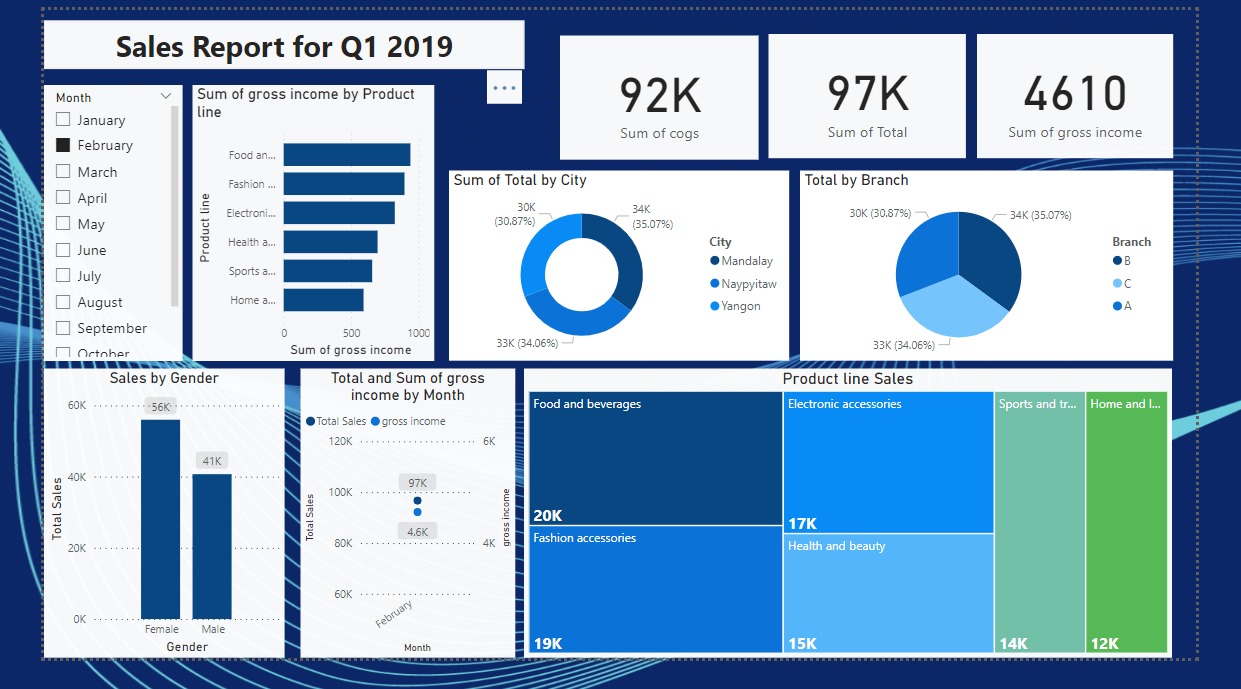 Sales Report for Q1 2019
92K
Sum of cogs
97K
Sum of Total
4610
Sum of gross income
Month
January
February
March
April
May
June
July
August
September
October
Sum of gross income by Product
line
Product line
Food an...
Fashion ...
Electroni...
Health a...
Sports a...
Home a...
0
500
1000
Sum of gross income
Sum of Total by City
30K
(30.87%)
34K
(35.07%)
33K (34.06%)
City
Mandalay
Naypyitaw
Yangon
Total by Branch
30K (30.87%)
34K (35.07%)
33K (34.06%)
Branch
B
C
A
Sales by Gender
Total Sales
60K
40K
20K
0K
56K
41K
Female
Male
Gender
Total and Sum of gross
income by Month
Total Sales
gross income
Total Sales
120K
100K
80K
60K
6K
4K
gross income
97K
4.6K
February
Month
Product line Sales
Food and beverages
20K
Fashion accessories
19K
Electronic accessories
17K
Health and beauty
15K
Sports and tr...
14K
Home and l...
12K